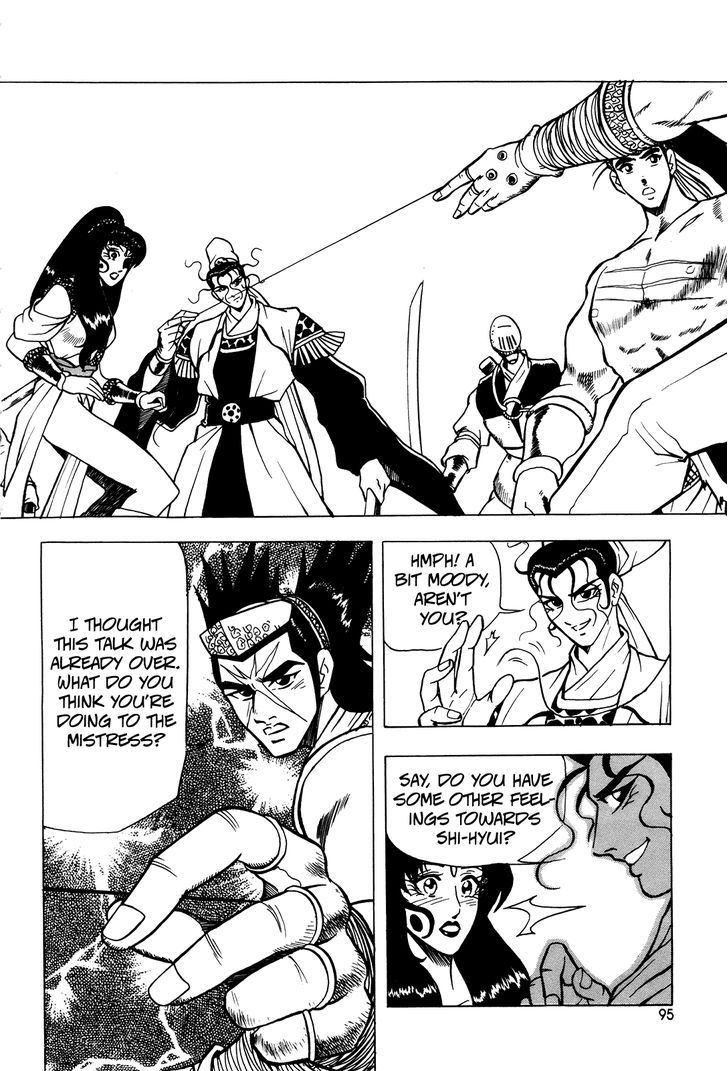 I THOUGHT
THIS TALK WAS
ALREADY OVER.
WHAT DO YOU
THINK YOU'RE
DOING TO THE
MISTRESS?
HMPH! A
BIT MOODY,
AREN'T
YOU?
SAY, DO YOU HAVE
SOME OTHER FEEL-
INGS TOWARDS
SHI-HYUI?
95